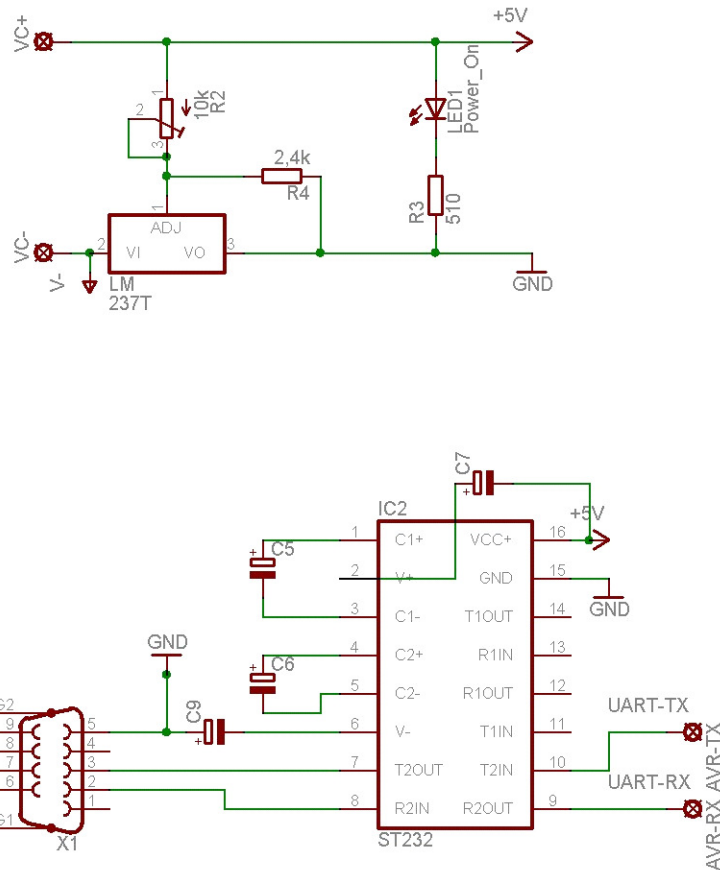 +5V
VC+
1
2
3
10k
R2
LED1
Power_On
2,4k
R4
R3
510
1
ADJ
VC-
2
VI
VO
3
V-
LM
237T
GND
C7
+
IC2
+5V
1
C1+
VCC+
16
+
C5
2
V+
GND
15
3
C1-
T1OUT
14
GND
GND
4
C2+
R1IN
13
+
C6
5
C2-
R1OUT
12
G2
9
5
C9
+
6
V-
T1IN
11
UART-TX
AVR-TX
8
4
7
3
7
T2OUT
T2IN
10
6
2
UART-RX
1
8
R2IN
R2OUT
9
AVR-RX
G1
X1
ST232